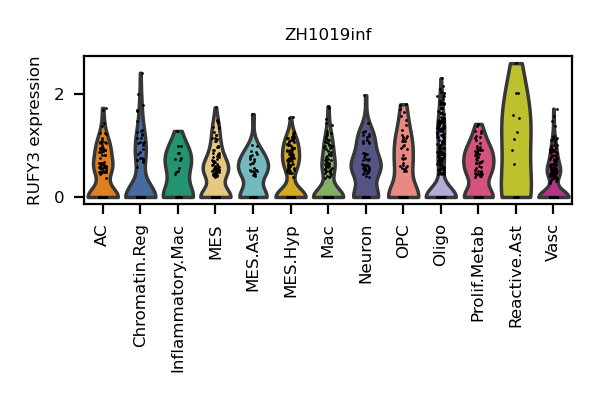 ZH1019inf
RUFY3 expression
2
0
AC
Chromatin.Reg
Inflammatory.Mac
MES
MES.Ast
MES.Hyp
Mac
Neuron
OPC
Oligo
Prolif.Metab
Reactive.Ast
Vasc